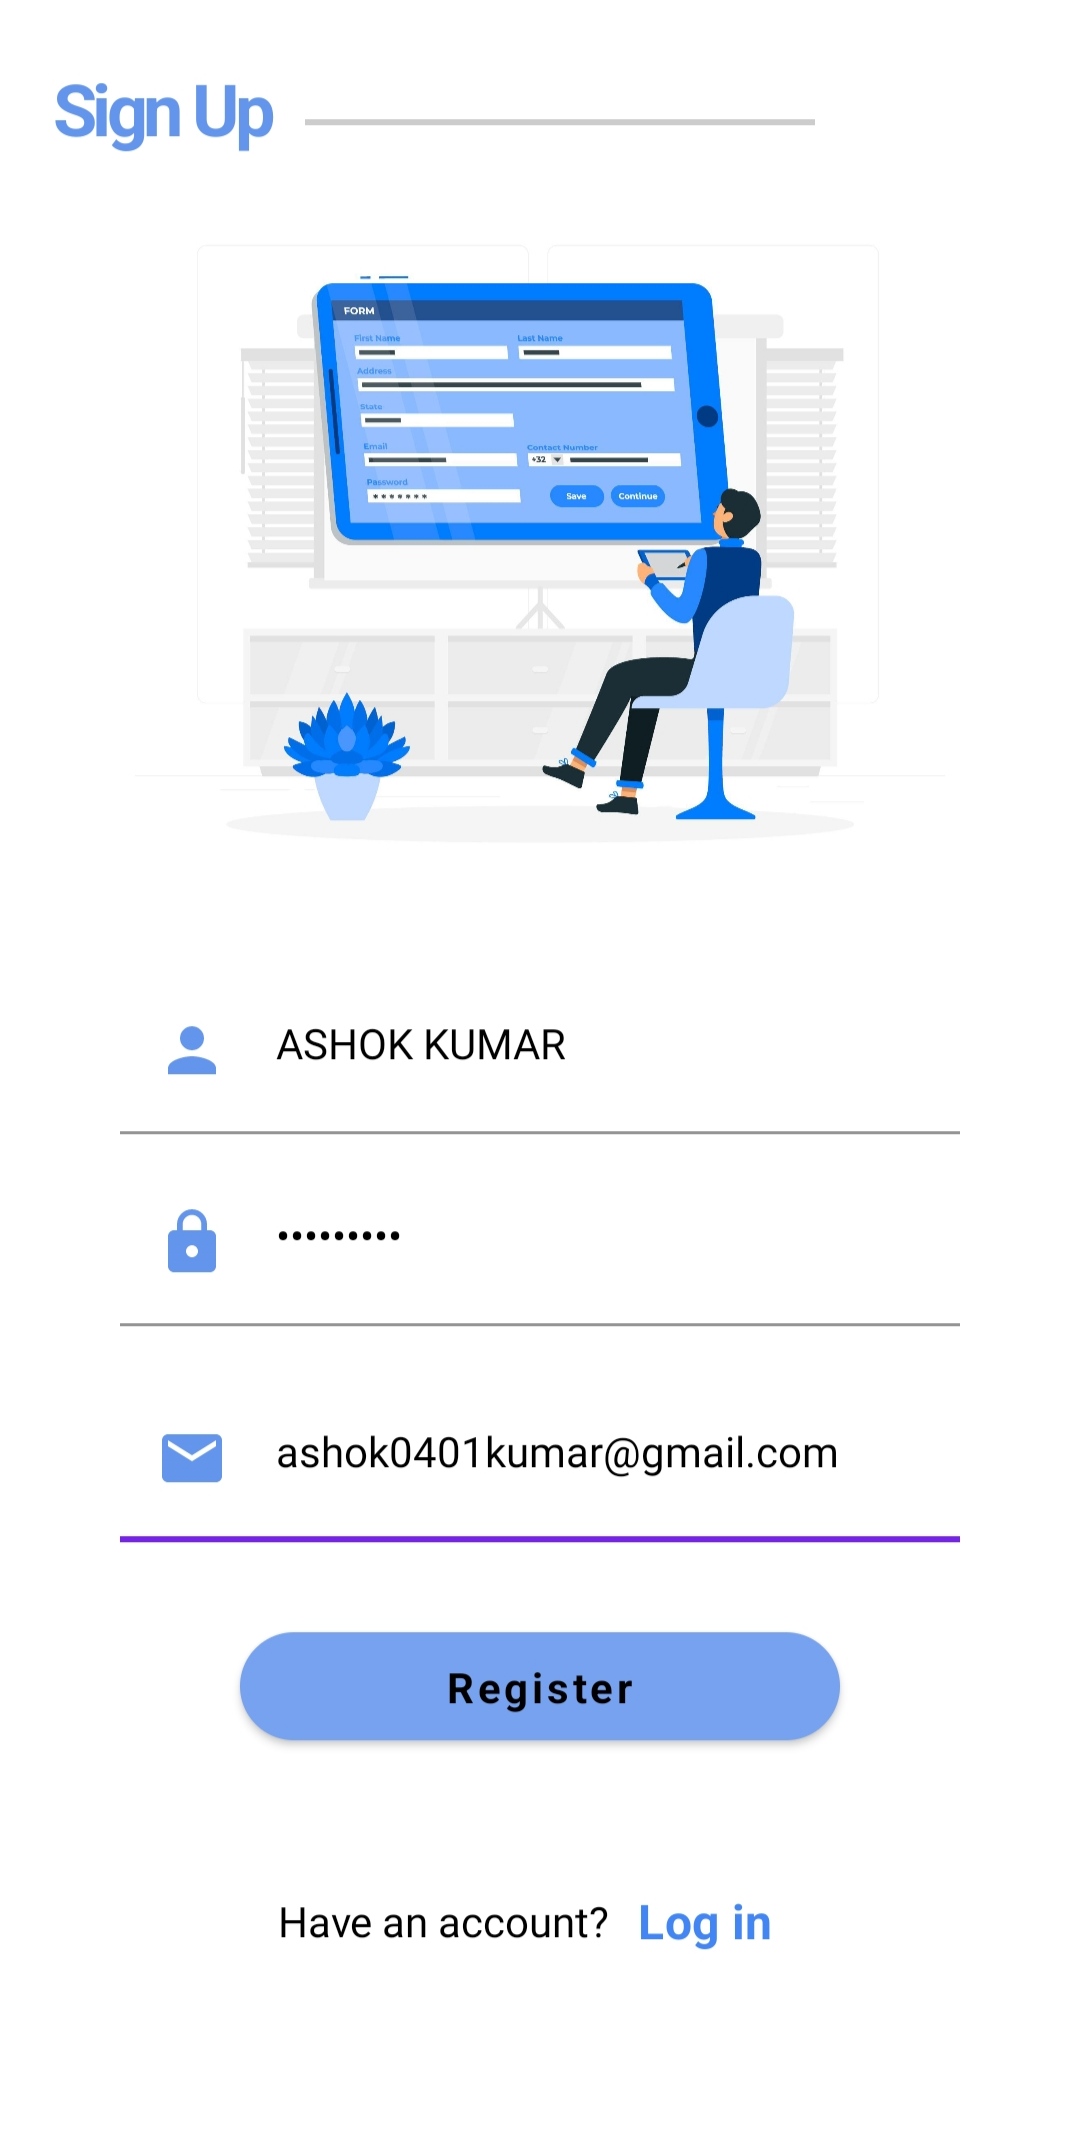 Sign Up
FORM
First Name Last Name
Address
State
Email Contact Number
+32
Password
*******
Save Continue
ASHOK KUMAR
•••••••••
ashok0401kumar@gmail.com
Register
Have an account? Log in